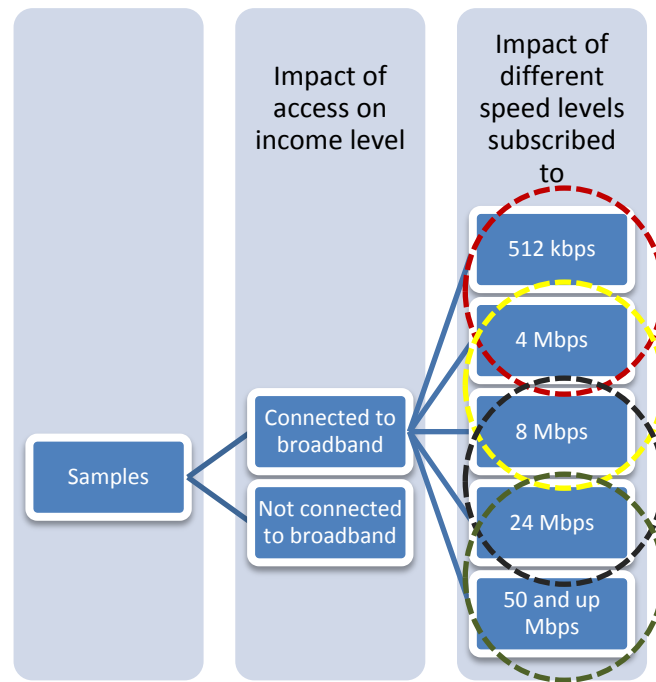 Impact of
access on
income level
Impact of
different
speed levels
subscribed
to
Samples
Connected to
broadband
Not connected
to broadband
512 kbps
4 Mbps
8 Mbps
24 Mbps
50 and up
Mbps